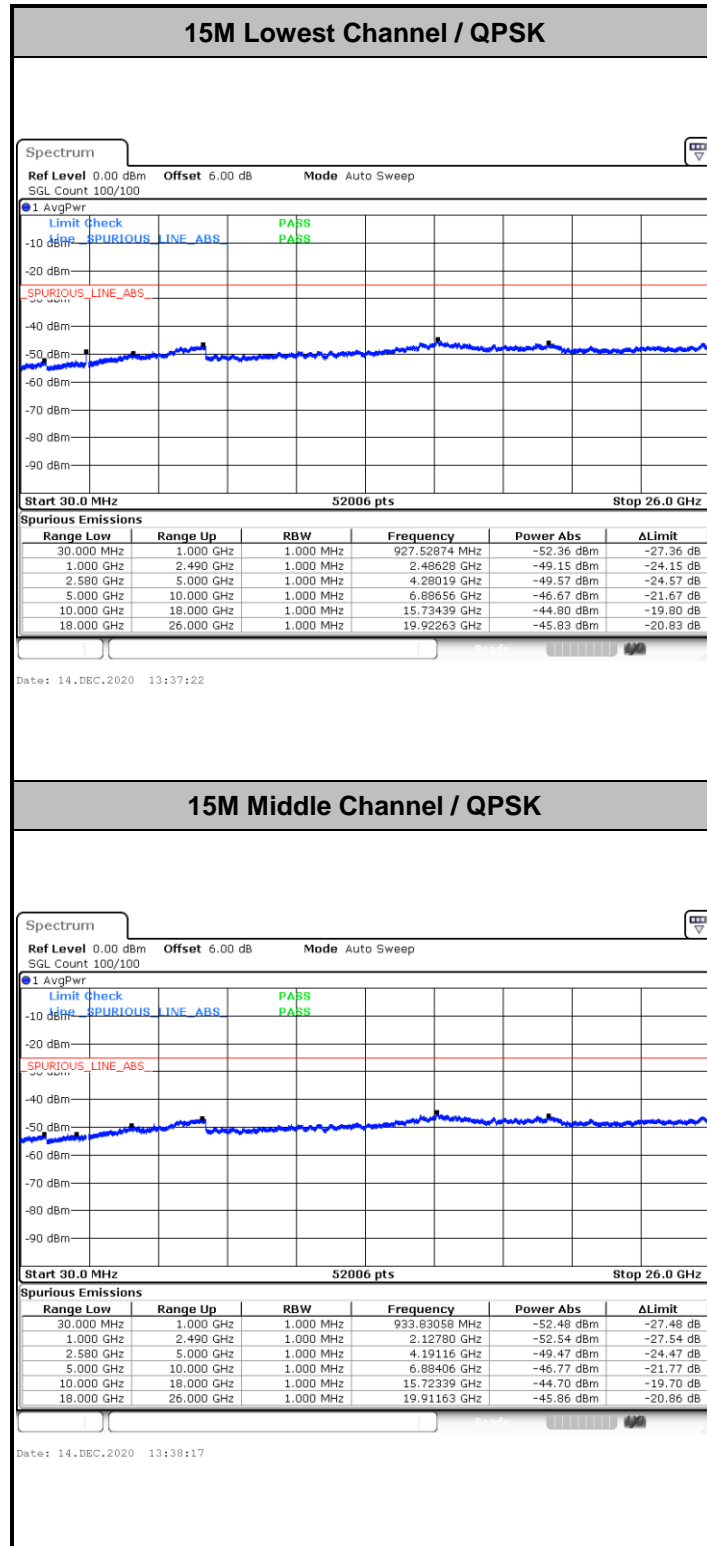 15M Lowest Channel / QPSK
Spectrum
Ref Level 0.00 dBm Offset 6.00 dB Mode Auto Sweep
SGL Count 100/100
1 AvgPwr
Limit Check PASS
Line _SPURIOUS_LINE_ABS_ PASS
-10 dBm
-20 dBm
_SPURIOUS_LINE_ABS_
-30 dBm
-40 dBm
-50 dBm
-60 dBm
-70 dBm
-80 dBm
-90 dBm
Start 30.0 MHz 52006 pts Stop 26.0 GHz
Spurious Emissions
Range Low Range Up RBW Frequency Power Abs ΔLimit
30.000 MHz 1.000 GHz 1.000 MHz 927.52874 MHz -52.36 dBm -27.36 dB
1.000 GHz 2.490 GHz 1.000 MHz 2.48628 GHz -49.15 dBm -24.15 dB
2.580 GHz 5.000 GHz 1.000 MHz 4.28019 GHz -49.57 dBm -24.57 dB
5.000 GHz 10.000 GHz 1.000 MHz 6.88656 GHz -46.67 dBm -21.67 dB
10.000 GHz 18.000 GHz 1.000 MHz 15.73439 GHz -44.80 dBm -19.80 dB
18.000 GHz 26.000 GHz 1.000 MHz 19.92263 GHz -45.83 dBm -20.83 dB
Ready
Date: 14.DEC.2020 13:37:22
15M Middle Channel / QPSK
Spectrum
Ref Level 0.00 dBm Offset 6.00 dB Mode Auto Sweep
SGL Count 100/100
1 AvgPwr
Limit Check PASS
Line _SPURIOUS_LINE_ABS_ PASS
-10 dBm
-20 dBm
_SPURIOUS_LINE_ABS_
-30 dBm
-40 dBm
-50 dBm
-60 dBm
-70 dBm
-80 dBm
-90 dBm
Start 30.0 MHz 52006 pts Stop 26.0 GHz
Spurious Emissions
Range Low Range Up RBW Frequency Power Abs ΔLimit
30.000 MHz 1.000 GHz 1.000 MHz 933.83058 MHz -52.48 dBm -27.48 dB
1.000 GHz 2.490 GHz 1.000 MHz 2.12780 GHz -52.54 dBm -27.54 dB
2.580 GHz 5.000 GHz 1.000 MHz 4.19116 GHz -49.47 dBm -24.47 dB
5.000 GHz 10.000 GHz 1.000 MHz 6.88406 GHz -46.77 dBm -21.77 dB
10.000 GHz 18.000 GHz 1.000 MHz 15.72339 GHz -44.70 dBm -19.70 dB
18.000 GHz 26.000 GHz 1.000 MHz 19.91163 GHz -45.86 dBm -20.86 dB
Ready
Date: 14.DEC.2020 13:38:17